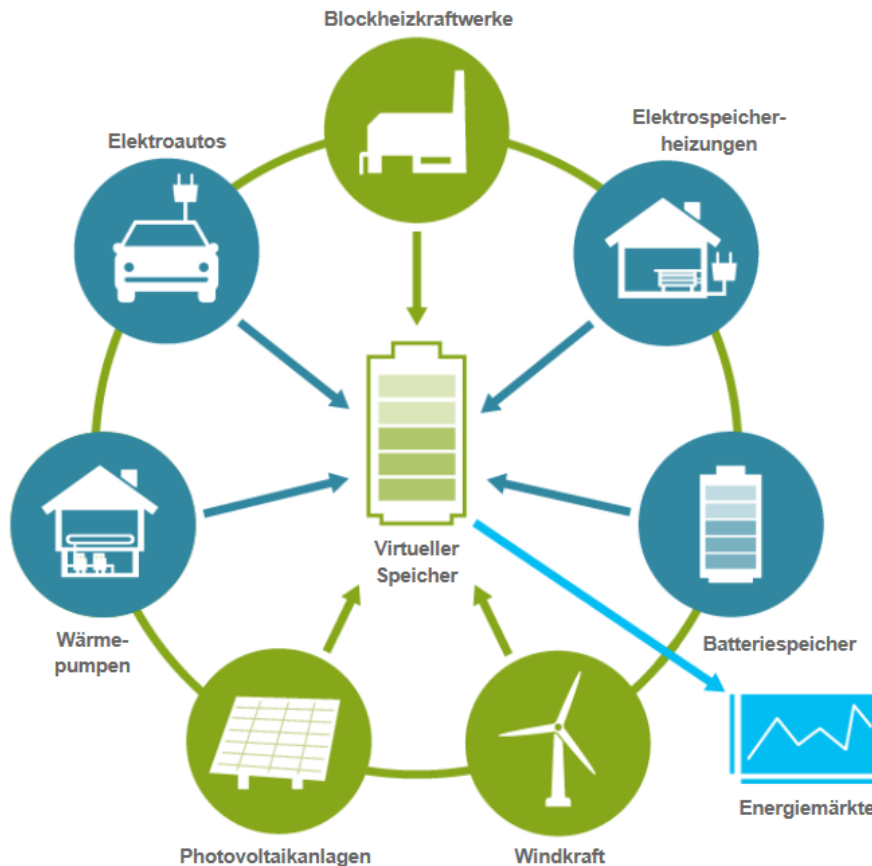 Blockheizkraftwerke
Elektroautos
Elektrospeicher-
heizungen
Virtueller
Speicher
Wärme-
pumpen
Batteriespeicher
Energiemärkte
Photovoltaikanlagen
Windkraft